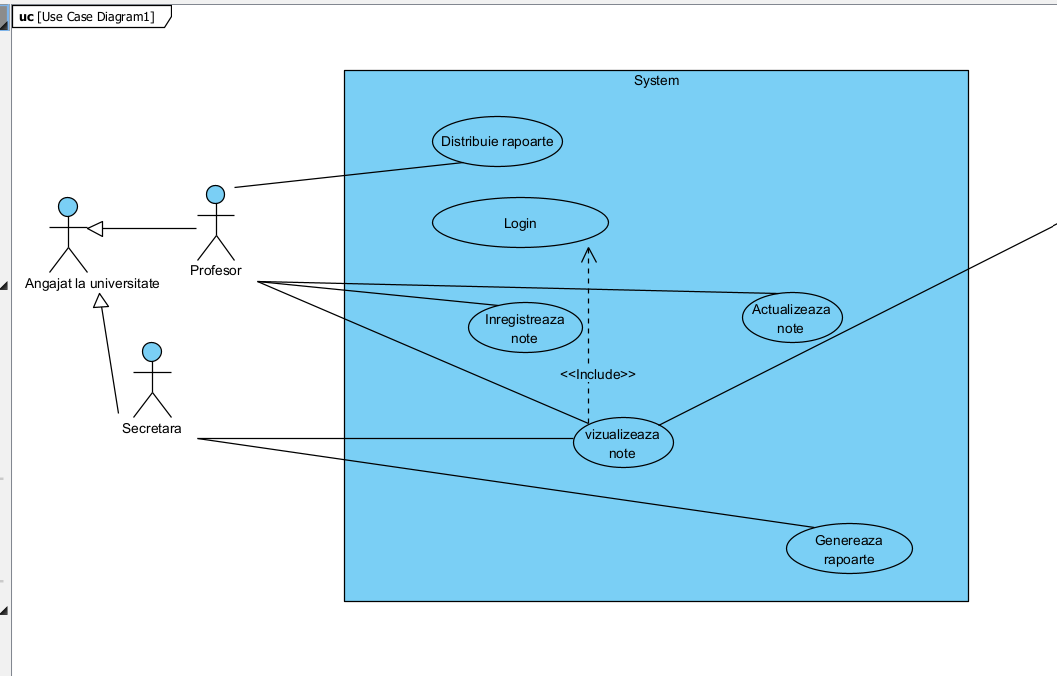 uc [Use Case Diagram1]
System
Distribuie rapoarte
Login
Profesor
Angajat la universitate
Inregistreaza
note
Actualizeaza
note
<<Include>>
Secretara
vizualizeaza
note
Genereaza
rapoarte